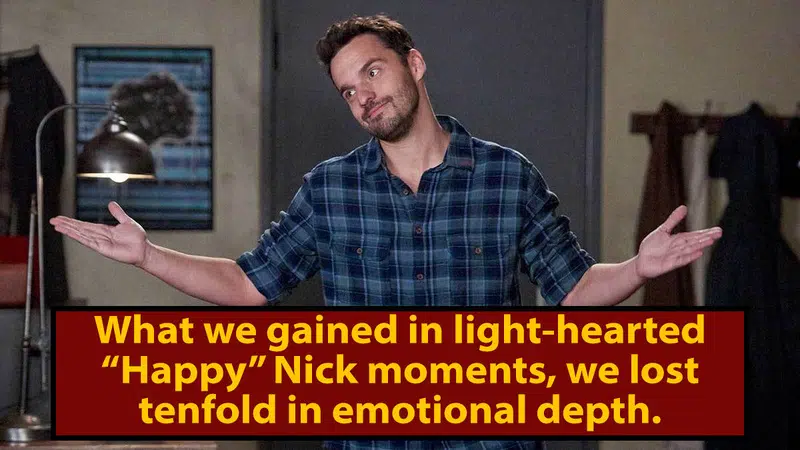 What we gained in light-hearted
“Happy” Nick moments, we lost
tenfold in emotional depth.